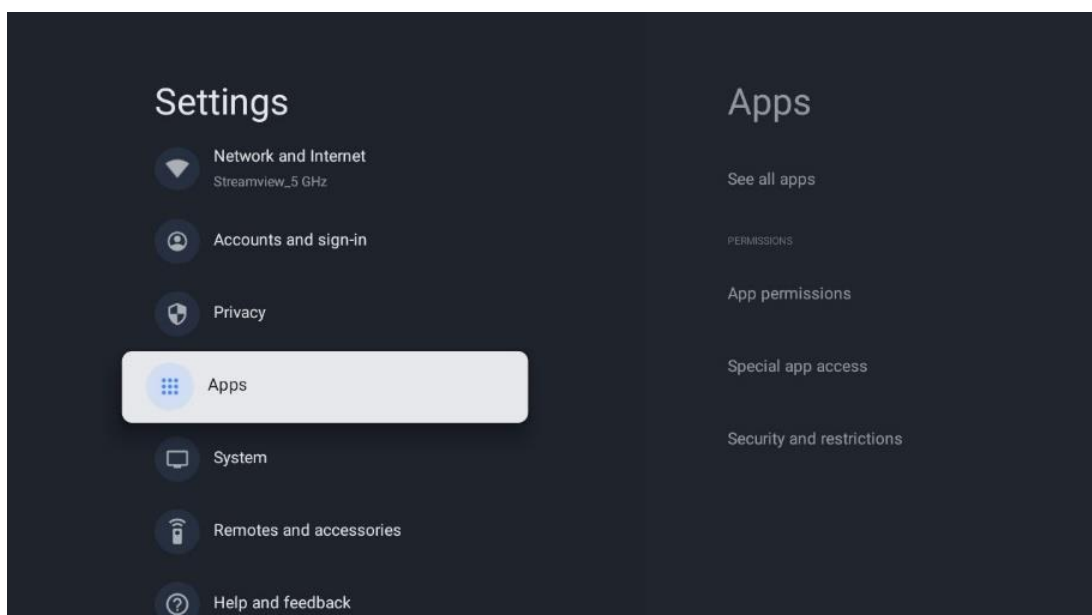 Settings
Network and Internet
Streamview_5 GHz
Accounts and sign-in
Privacy
Apps
System
Remotes and accessories
Help and feedback
Apps
See all apps
PERMISSIONS
App permissions
Special app access
Security and restrictions